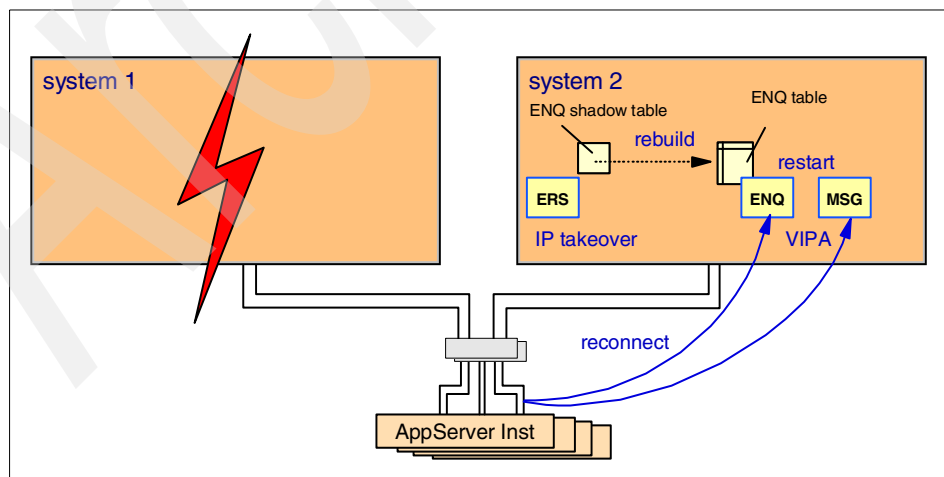 system 1
system 2
ENQ shadow table
ENQ table
rebuild
restart
ERS
ENQ
MSG
IP takeover
VIPA
reconnect
AppServer Inst